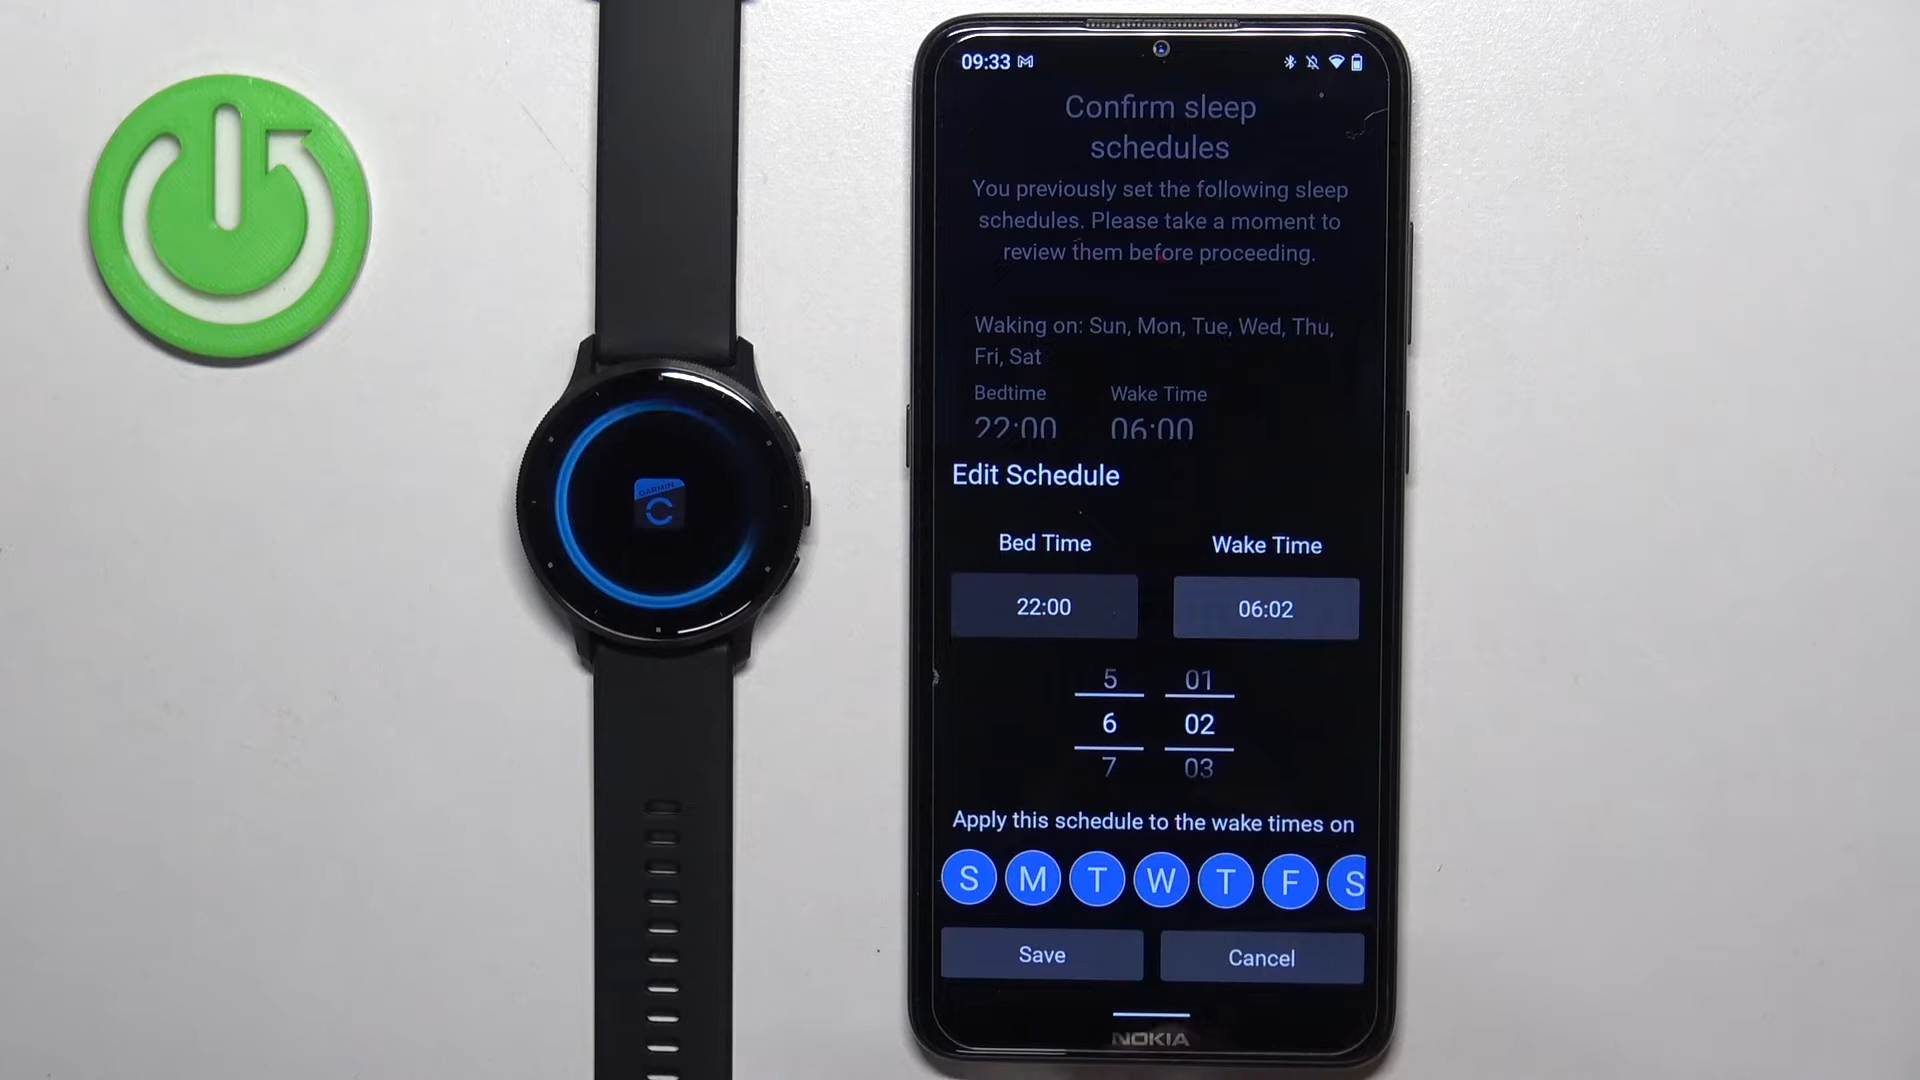 GARMIN
09:33
Confirm sleep
schedules
You previously set the following sleep
schedules. Please take a moment to
review them before proceeding.
Waking on: Sun, Mon, Tue, Wed, Thu,
Fri, Sat
Bedtime Wake Time
22:00 06:00
Edit Schedule
Bed Time Wake Time
22:00 06:02
5 01
6 02
7 03
Apply this schedule to the wake times on
S M T W T F S
Save Cancel
NOKIA